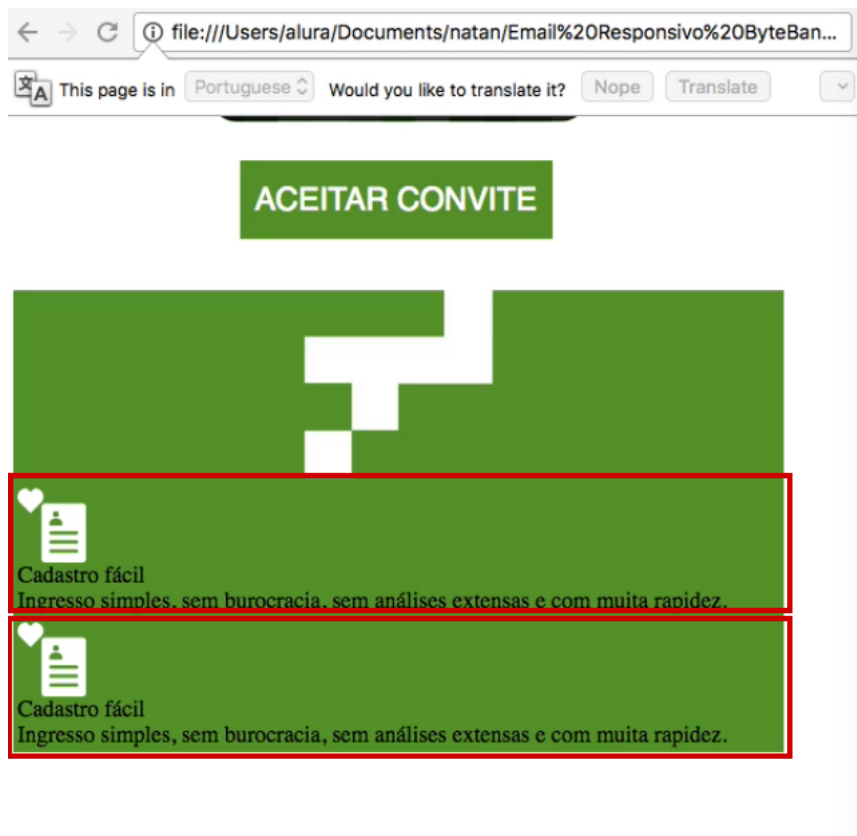 file:///Users/alura/Documents/natan/Email%20Responsivo%20ByteBan...
This page is in Portuguese Would you like to translate it? Nope Translate
ACEITAR CONVITE
Cadastro fácil
Ingresso simples, sem burocracia, sem análises extensas e com muita rapidez.
Cadastro fácil
Ingresso simples, sem burocracia, sem análises extensas e com muita rapidez.